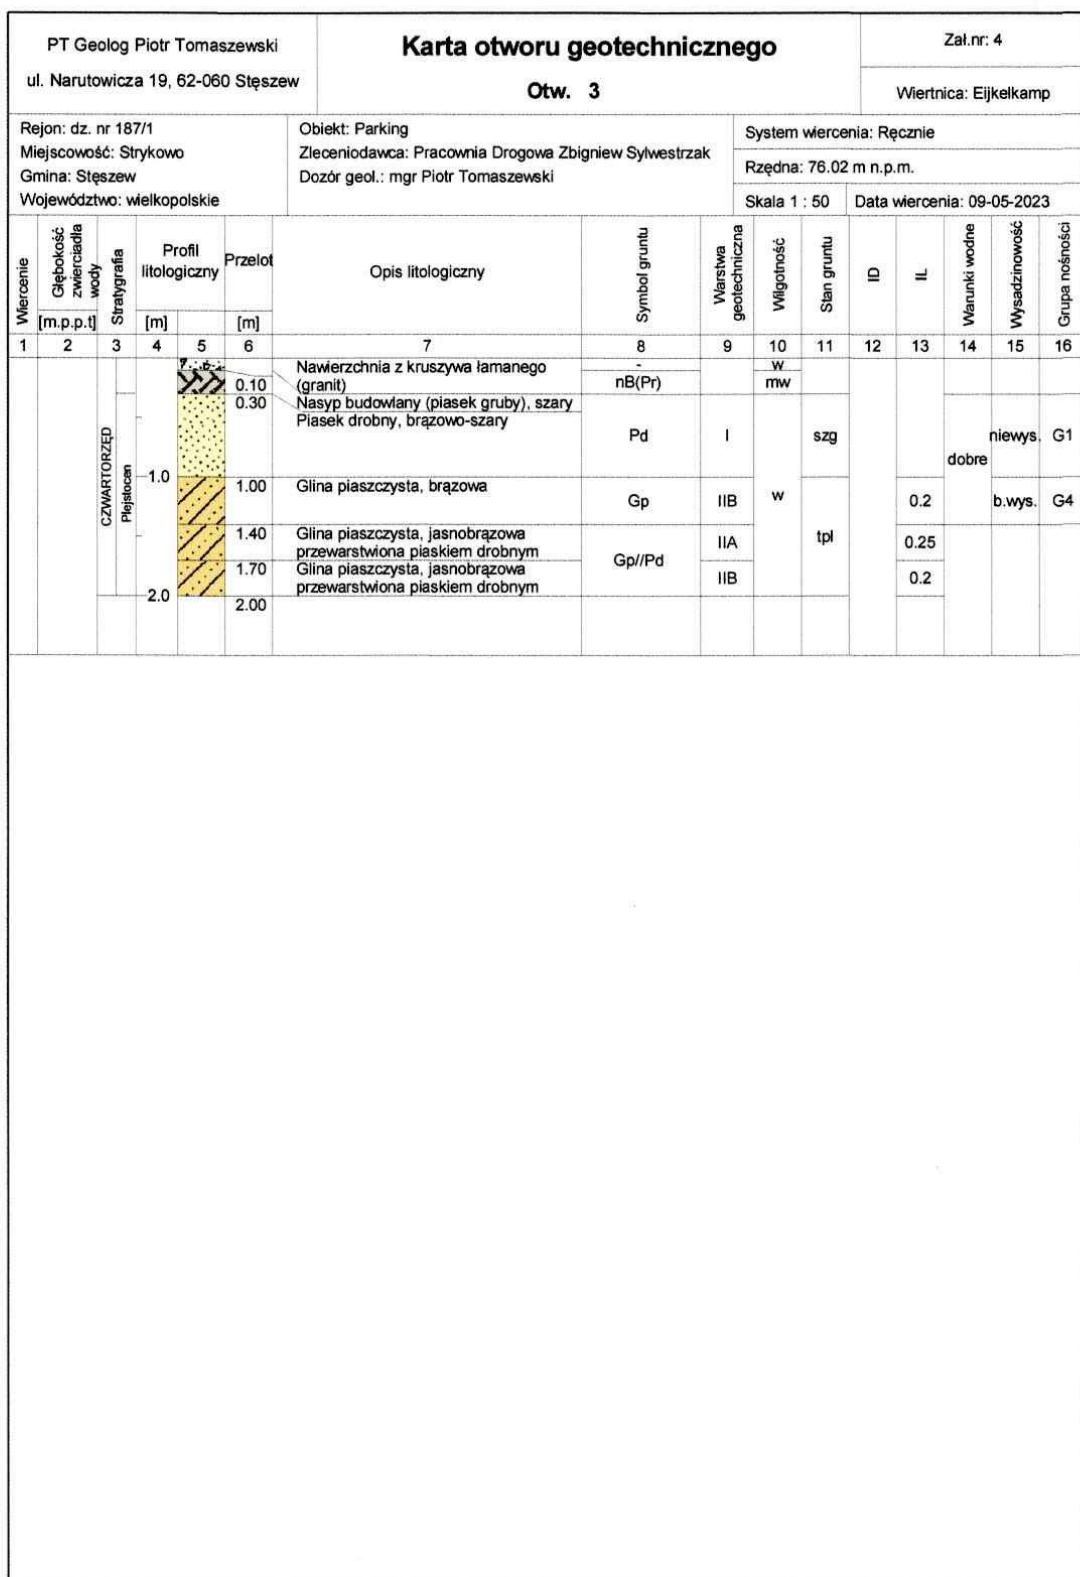 PT Geolog Piotr Tomaszewski
ul. Narutowicza 19, 62-060 Stęszew
Karta otworu geotechnicznego
Otw. 3
Zał.nr: 4
Wiertnica: Eijkelkamp
Rejon: dz. nr 187/1
Miejscowość: Strykowo
Gmina: Stęszew
Województwo: wielkopolskie
Obiekt: Parking
Zleceniodawca: Pracownia Drogowa Zbigniew Sylwestrzak
Dozór geol.: mgr Piotr Tomaszewski
System wiercenia: Ręcznie
Rzędna: 76.02 m n.p.m.
Skala 1 : 50 Data wiercenia: 09-05-2023
Wiercenie
Głębokość zwierciadła wody
[m.p.p.t]
Stratygrafia
Profil litologiczny
[m]
Przelot
[m]
Opis litologiczny
Symbol gruntu
Warstwa geotechniczna
Wilgotność
Stan gruntu
ID
IL
Warunki wodne
Wysadzinowość
Grupa nośności
1 2 3 4 5 6 7 8 9 10 11 12 13 14 15 16
CZWARTORZĘD
Plejstocen
1.0
2.0
0.10
0.30
1.00
1.40
1.70
2.00
Nawierzchnia z kruszywa łamanego
(granit)
Nasyp budowlany (piasek gruby), szary
Piasek drobny, brązowo-szary
Glina piaszczysta, brązowa
Glina piaszczysta, jasnobrązowa
przewarstwiona piaskiem drobnym
Glina piaszczysta, jasnobrązowa
przewarstwiona piaskiem drobnym
-
nB(Pr)
Pd
Gp
Gp//Pd
I
IIB
IIA
IIB
w
mw
w
szg
tpl
0.2
0.25
0.2
dobre
niewys.
b.wys.
G1
G4